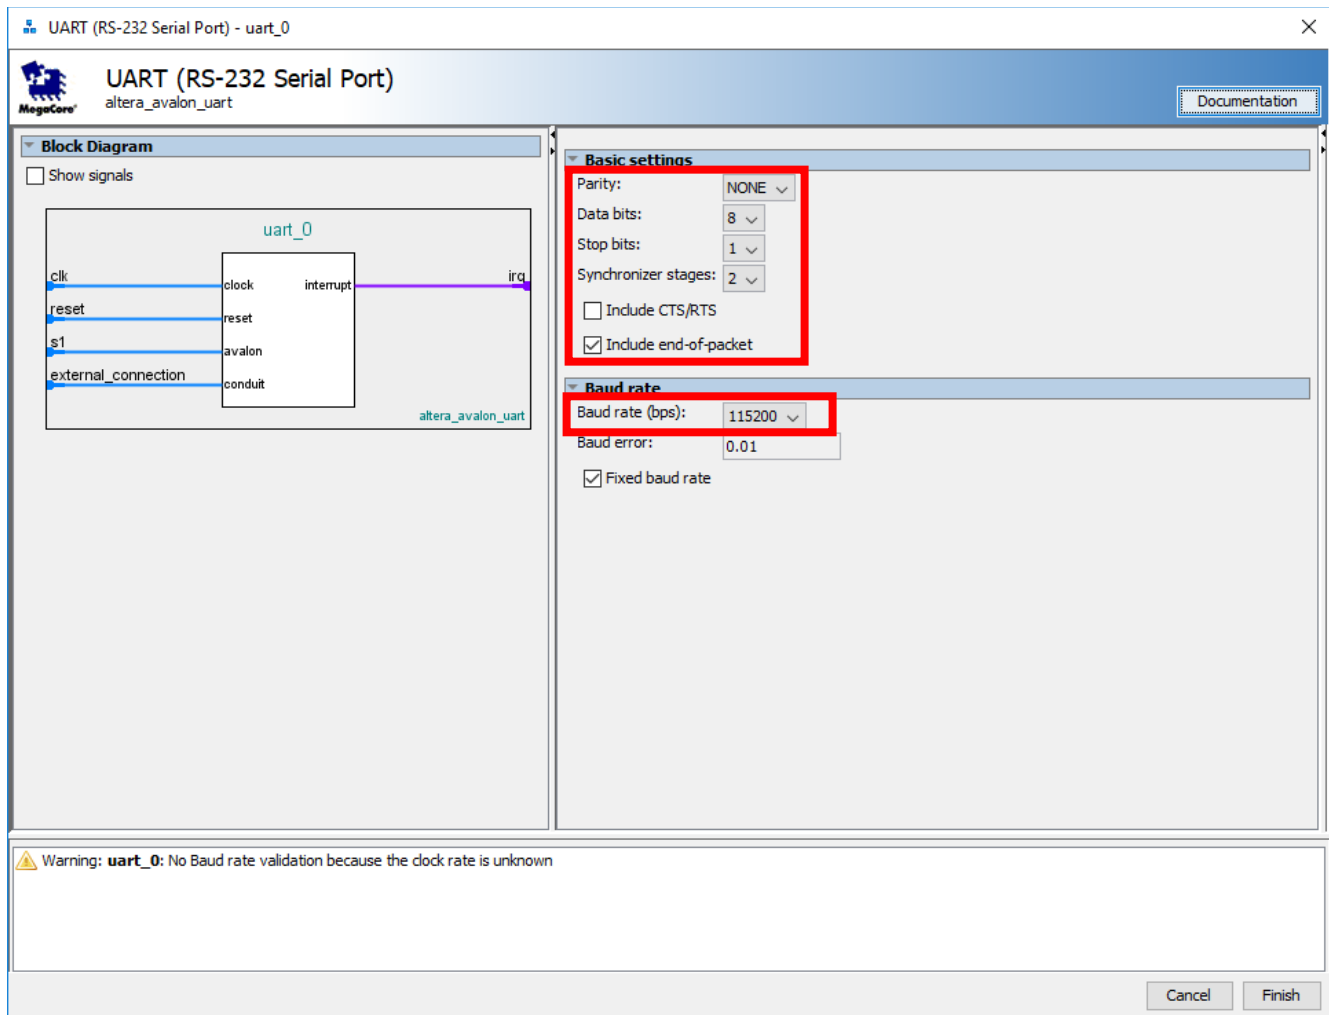 UART (RS-232 Serial Port) - uart_0
MegaCore®
UART (RS-232 Serial Port)
altera_avalon_uart
Documentation
Block Diagram
Show signals
uart_0
clk
clock
interrupt
irq
reset
reset
s1
avalon
external_connection
conduit
altera_avalon_uart
Basic settings
Parity: NONE
Data bits: 8
Stop bits: 1
Synchronizer stages: 2
Include CTS/RTS
Include end-of-packet
Baud rate
Baud rate (bps): 115200
Baud error: 0.01
Fixed baud rate
Warning: uart_0: No Baud rate validation because the clock rate is unknown
Cancel Finish